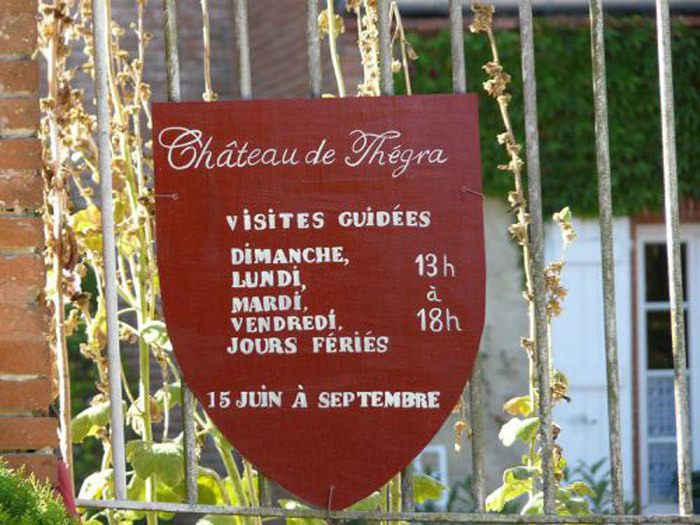 Château de Thégra
VISITES GUIDÉES
DIMANCHE,
LUNDI,
MARDI,
VENDREDI,
JOURS FÉRIÉS
13h
à
18h
15 JUIN À SEPTEMBRE